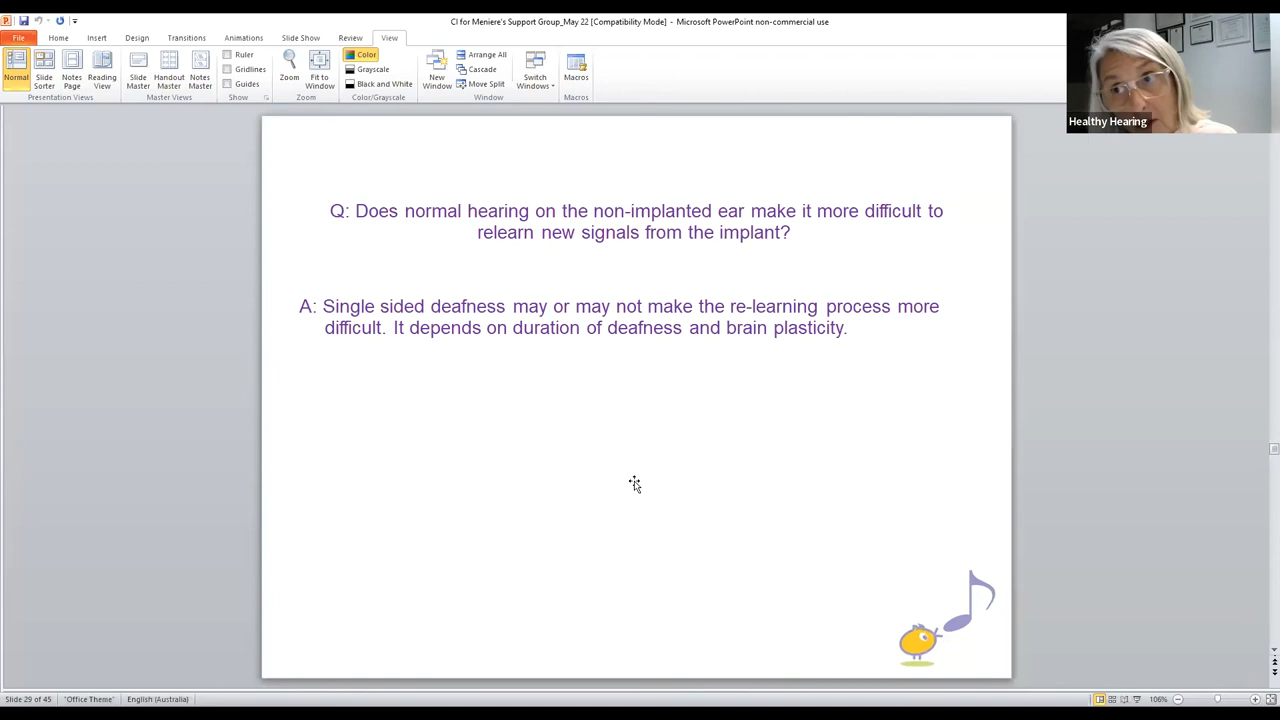 CI for Meniere's Support Group_May 22 [Compatibility Mode] - Microsoft PowerPoint non-commercial use
File Home Insert Design Transitions Animations Slide Show Review View
Normal
Slide Sorter
Notes Page
Reading View
Presentation Views
Slide Master
Handout Master
Notes Master
Master Views
Ruler
Gridlines
Guides
Show
Zoom
Fit to Window
Zoom
Color
Grayscale
Black and White
Color/Grayscale
New Window
Arrange All
Cascade
Move Split
Switch Windows
Window
Macros
Macros
Healthy Hearing
Q: Does normal hearing on the non-implanted ear make it more difficult to
relearn new signals from the implant?
A: Single sided deafness may or may not make the re-learning process more
difficult. It depends on duration of deafness and brain plasticity.
Slide 29 of 45 "Office Theme" English (Australia) 106%